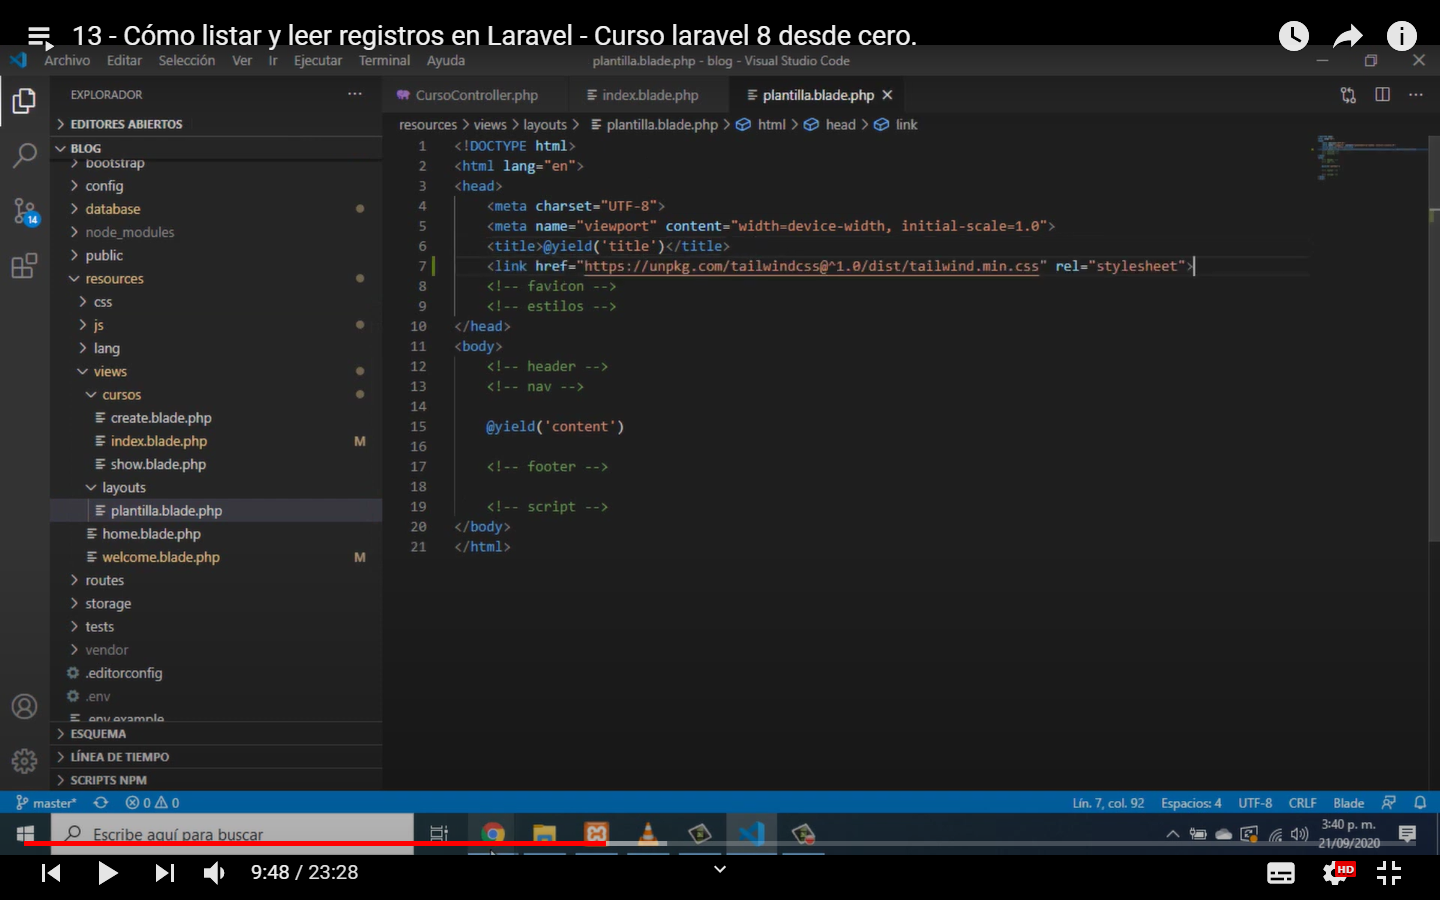 13 - Cómo listar y leer registros en Laravel - Curso laravel 8 desde cero.
Archivo Editar Selección Ver Ir Ejecutar Terminal Ayuda
plantilla.blade.php - blog - Visual Studio Code
EXPLORADOR ···
CursoController.php
index.blade.php
plantilla.blade.php
EDITORES ABIERTOS
resources > views > layouts > plantilla.blade.php > html > head > link
BLOG
bootstrap
config
database
node_modules
public
resources
css
js
lang
views
cursos
create.blade.php
index.blade.php M
show.blade.php
layouts
plantilla.blade.php
home.blade.php
welcome.blade.php M
routes
storage
tests
vendor
.editorconfig
.env
.env.example
ESQUEMA
LÍNEA DE TIEMPO
SCRIPTS NPM
14
1 <!DOCTYPE html>
2 <html lang="en">
3 <head>
4 <meta charset="UTF-8">
5 <meta name="viewport" content="width=device-width, initial-scale=1.0">
6 <title>@yield('title')</title>
7 <link href="https://unpkg.com/tailwindcss@^1.0/dist/tailwind.min.css" rel="stylesheet">
8 <!-- favicon -->
9 <!-- estilos -->
10 </head>
11 <body>
12 <!-- header -->
13 <!-- nav -->
14
15 @yield('content')
16
17 <!-- footer -->
18
19 <!-- script -->
20 </body>
21 </html>
master* 0 0
Lín. 7, col. 92 Espacios: 4 UTF-8 CRLF Blade
Escribe aquí para buscar
3:40 p. m.
21/09/2020
9:48 / 23:28
HD